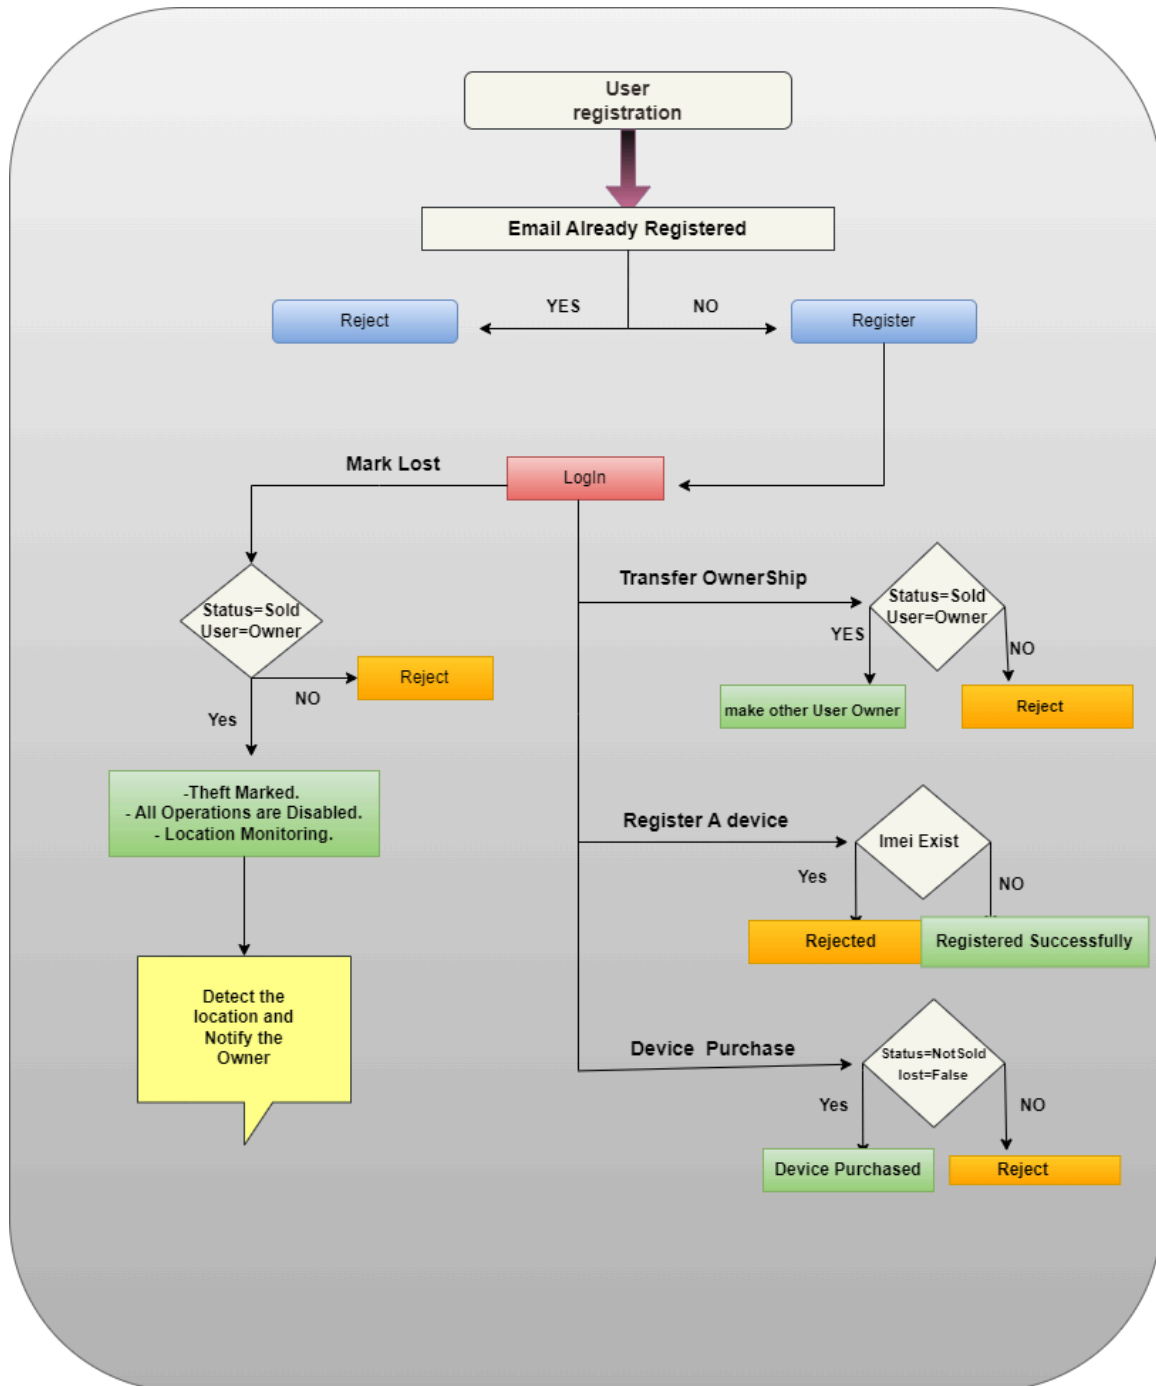 User
registration
Email Already Registered
YES
NO
Reject
Register
Mark Lost
LogIn
Transfer OwnerShip
Status=Sold
User=Owner
YES
NO
make other User Owner
Reject
Status=Sold
User=Owner
NO
Reject
Yes
-Theft Marked.
- All Operations are Disabled.
- Location Monitoring.
Register A device
Imei Exist
Yes
NO
Rejected
Registered Successfully
Detect the
location and
Notify the
Owner
Device Purchase
Status=NotSold
lost=False
Yes
NO
Device Purchased
Reject